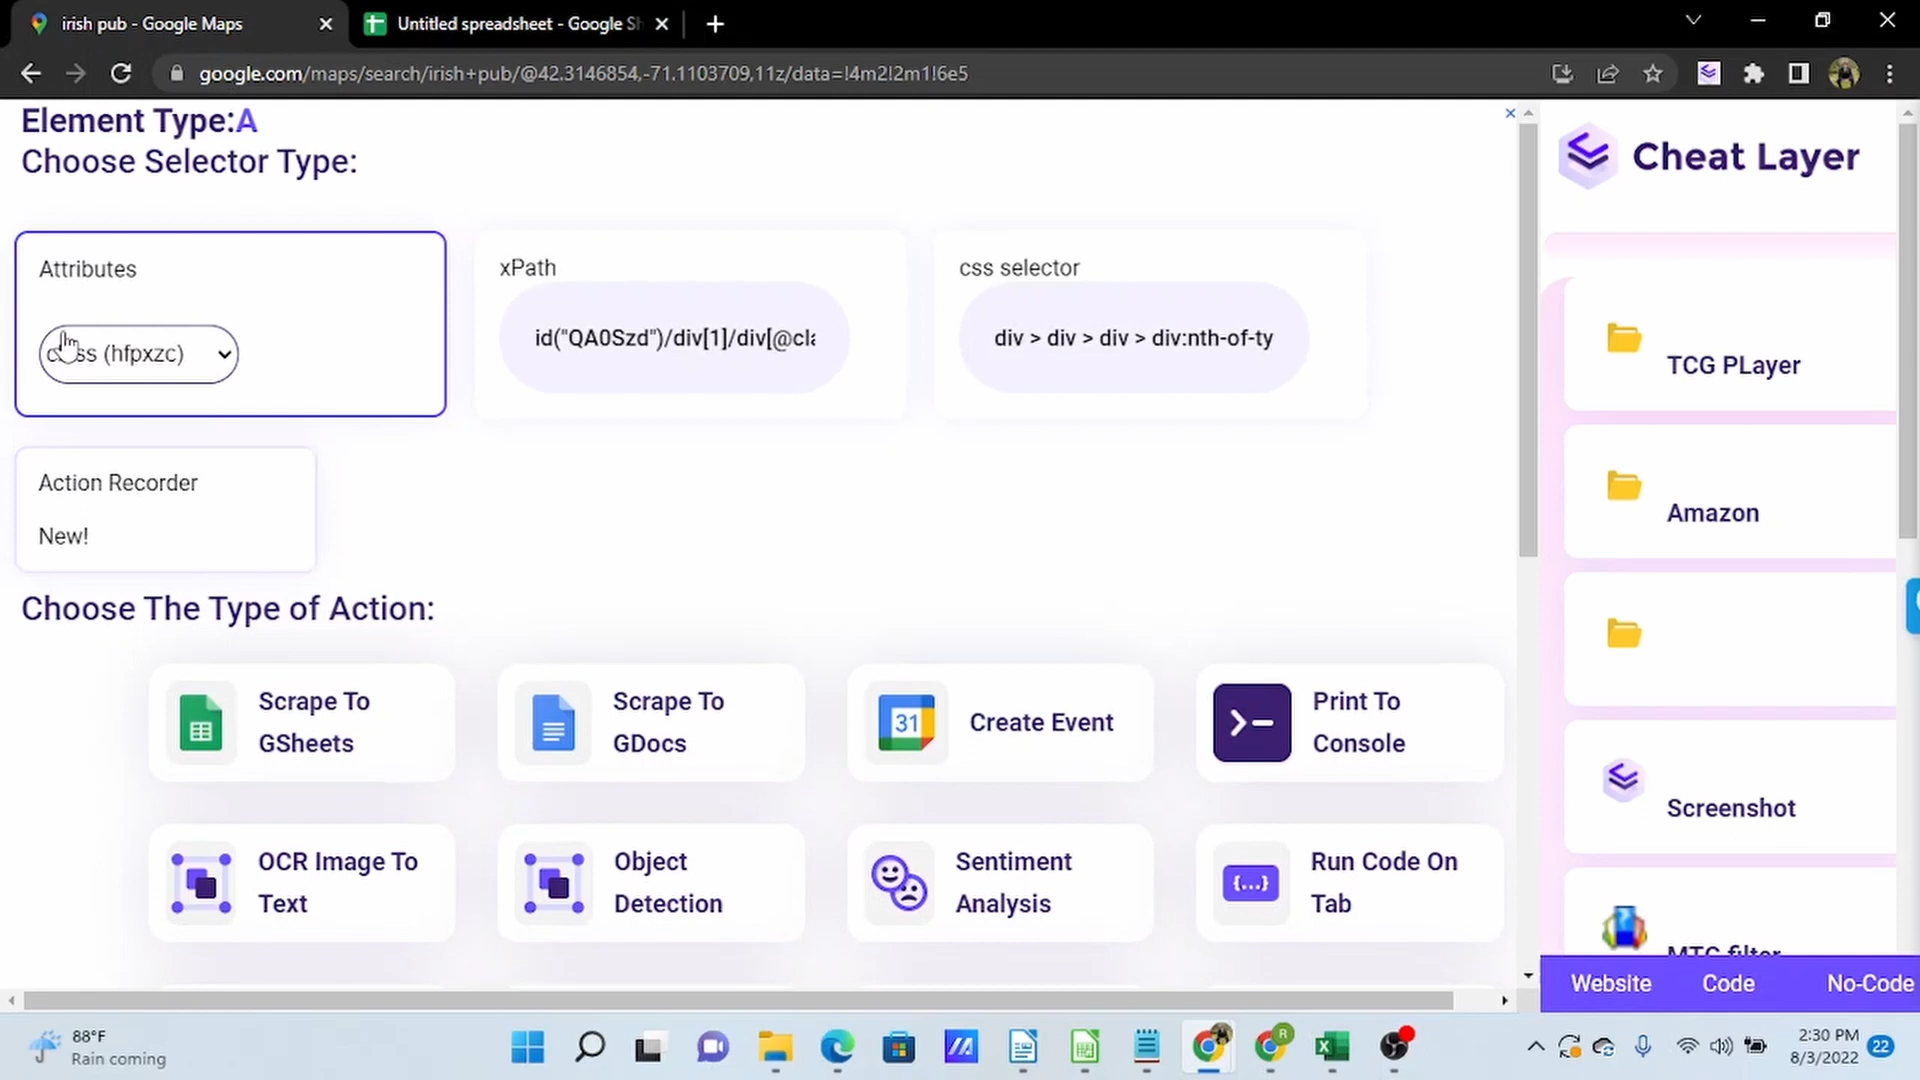 irish pub - Google Maps
Untitled spreadsheet - Google Sh
google.com/maps/search/irish+pub/@42.3146854,-71.1103709,11z/data=!4m2!2m1!6e5
Element Type:A
Choose Selector Type:
Attributes
(hfpxzc)
xPath
id("QA0Szd")/div[1]/div[@cla
css selector
div > div > div > div:nth-of-ty
Action Recorder
New!
Choose The Type of Action:
Scrape To
GSheets
Scrape To
GDocs
31
Create Event
Print To
Console
OCR Image To
Text
Object
Detection
Sentiment
Analysis
{...}
Run Code On
Tab
Cheat Layer
TCG PLayer
Amazon
Screenshot
MTG filter
Website
Code
No-Code
88°F
Rain coming
R
2:30 PM
8/3/2022
22